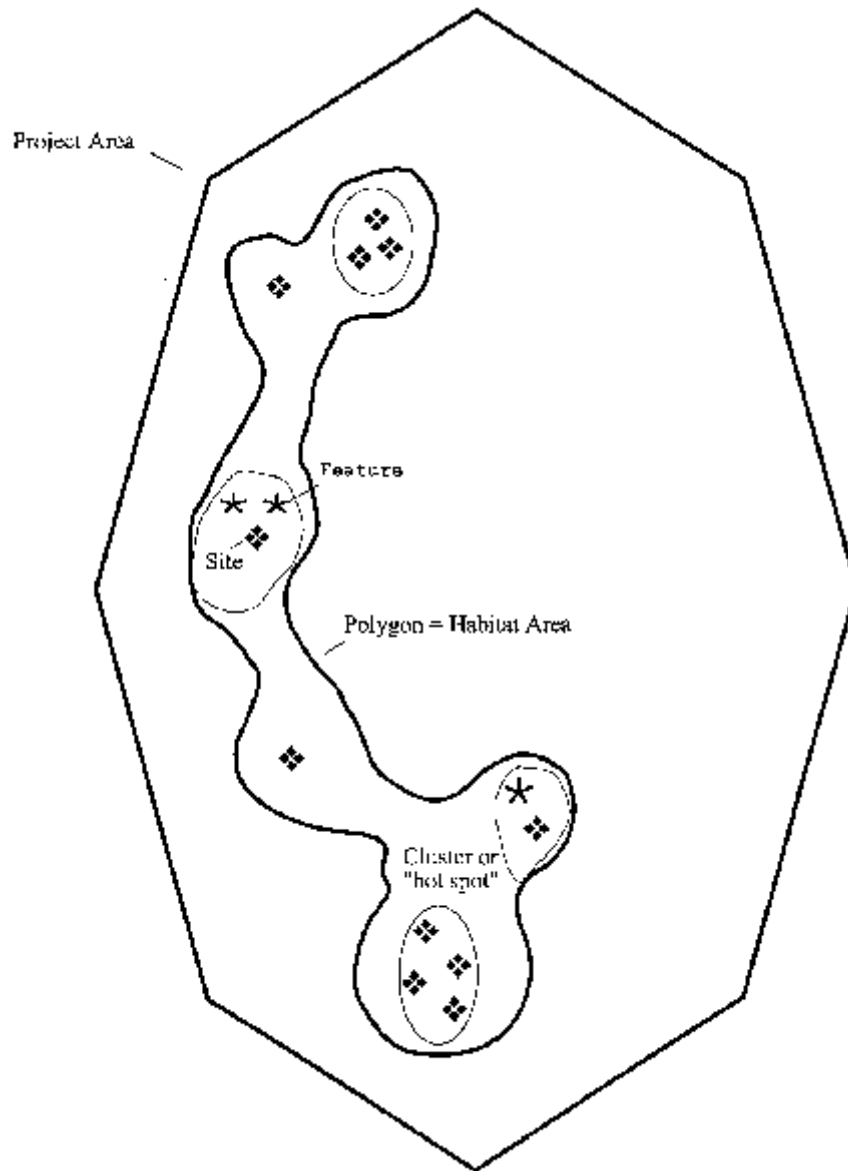 Project Area
Feature
Site
Polygon = Habitat Area
Cluster or
"hot spot"